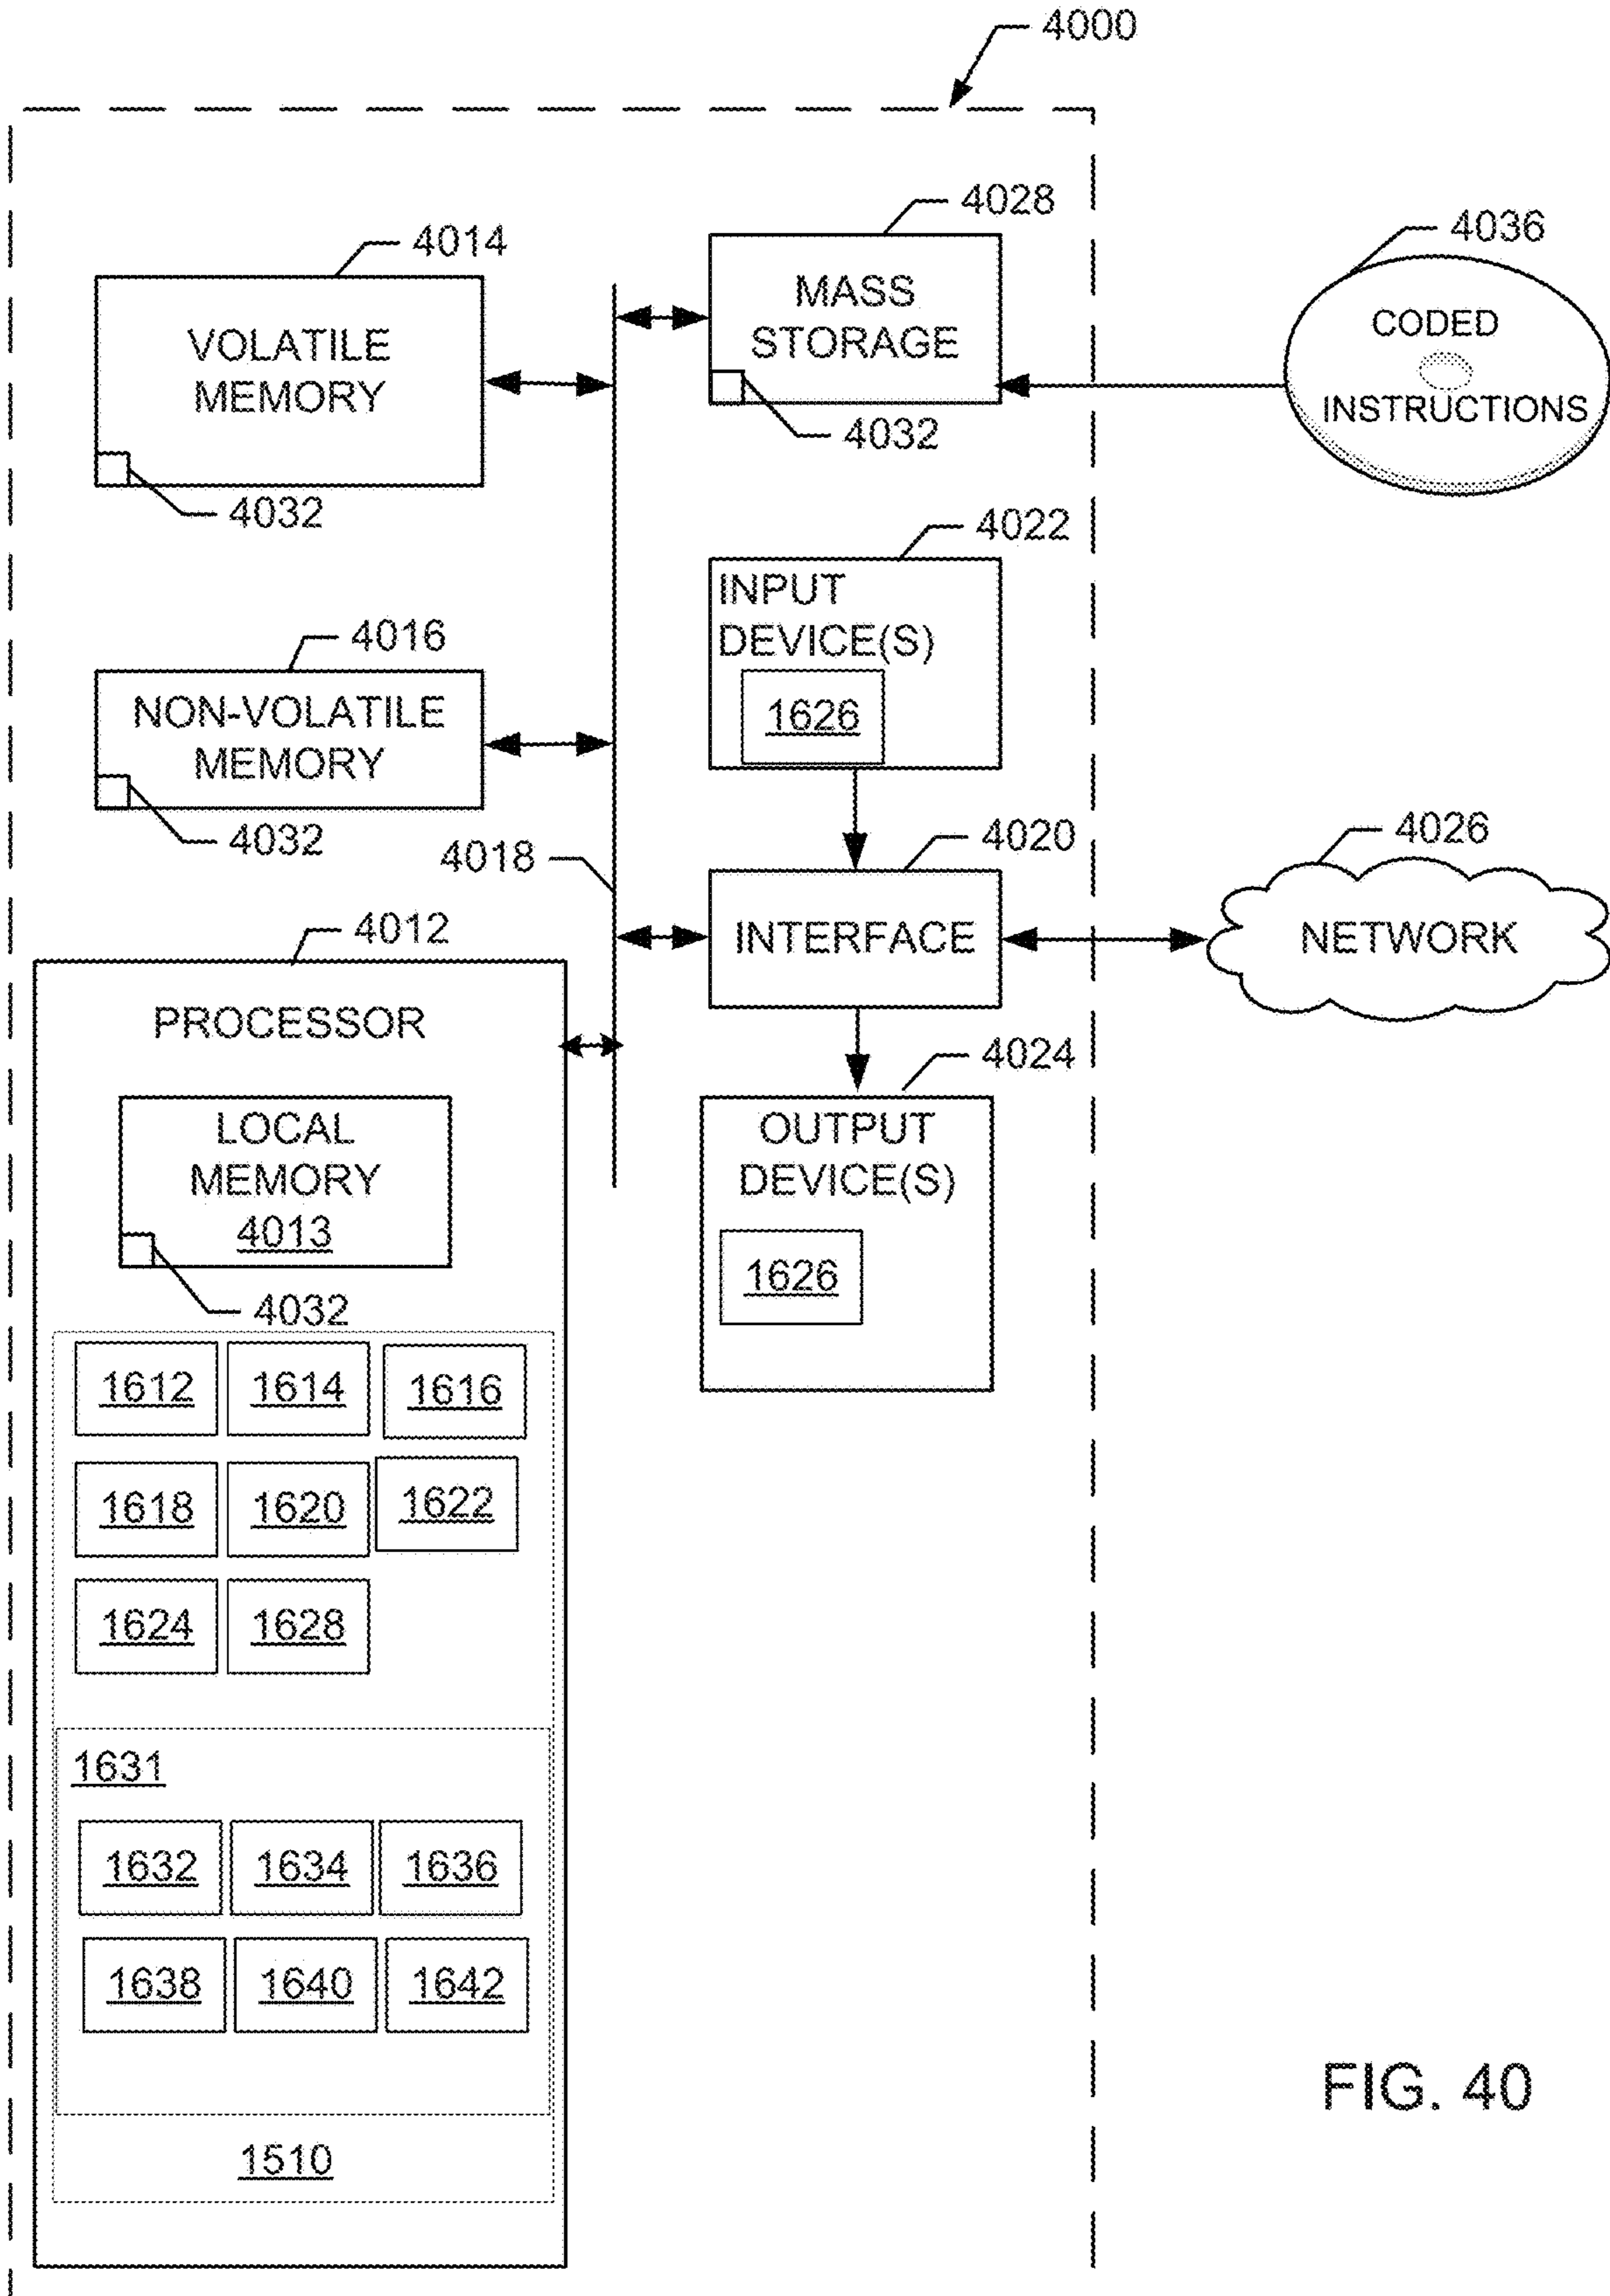 4000
4028
4014
4036
MASS
STORAGE
VOLATILE
MEMORY
CODED
INSTRUCTIONS
4032
4032
4022
INPUT
DEVICE(S)
1626
4016
NON-VOLATILE
MEMORY
4032
4018
4020
4026
INTERFACE
NETWORK
4012
PROCESSOR
4024
LOCAL
MEMORY
4013
OUTPUT
DEVICE(S)
1626
4032
1612 1614 1616
1618 1620 1622
1624 1628
1631
1632 1634 1636
1638 1640 1642
1510
FIG. 40